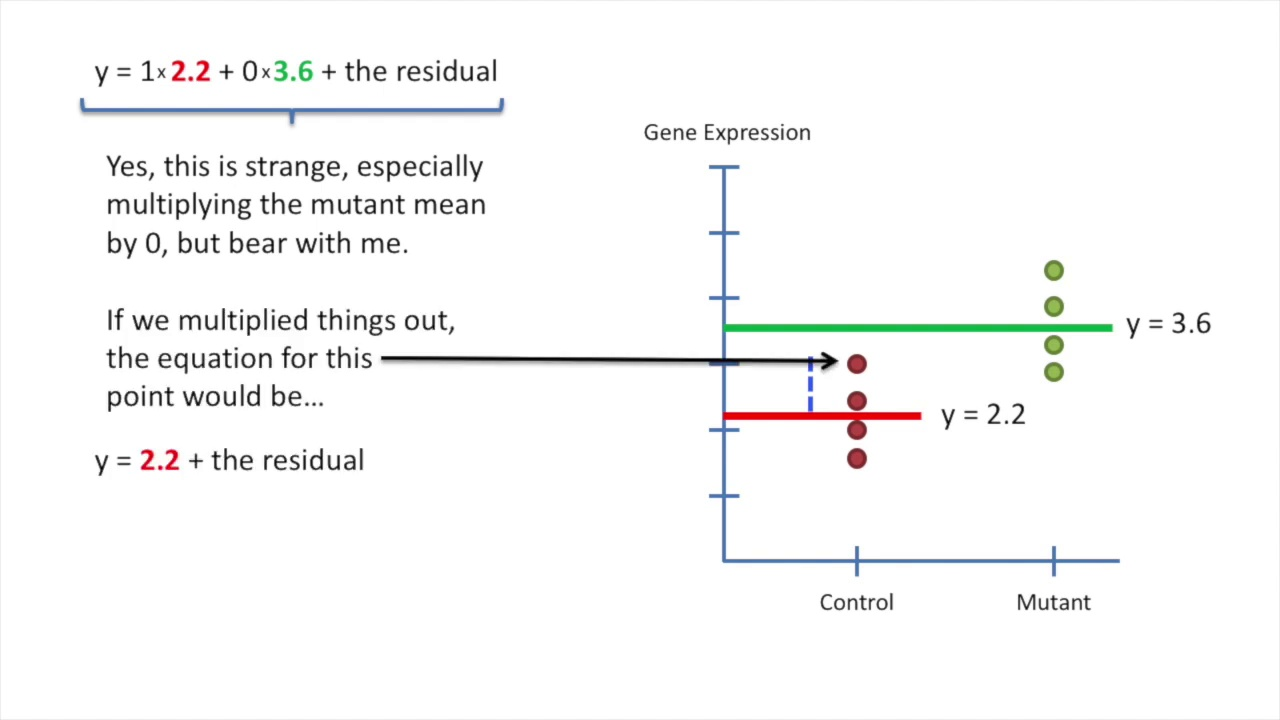 y = 1×2.2 + 0×3.6 + the residual
Yes, this is strange, especially
multiplying the mutant mean
by 0, but bear with me.
If we multiplied things out,
the equation for this
point would be...
y = 2.2 + the residual
Gene Expression
y = 3.6
y = 2.2
Control
Mutant